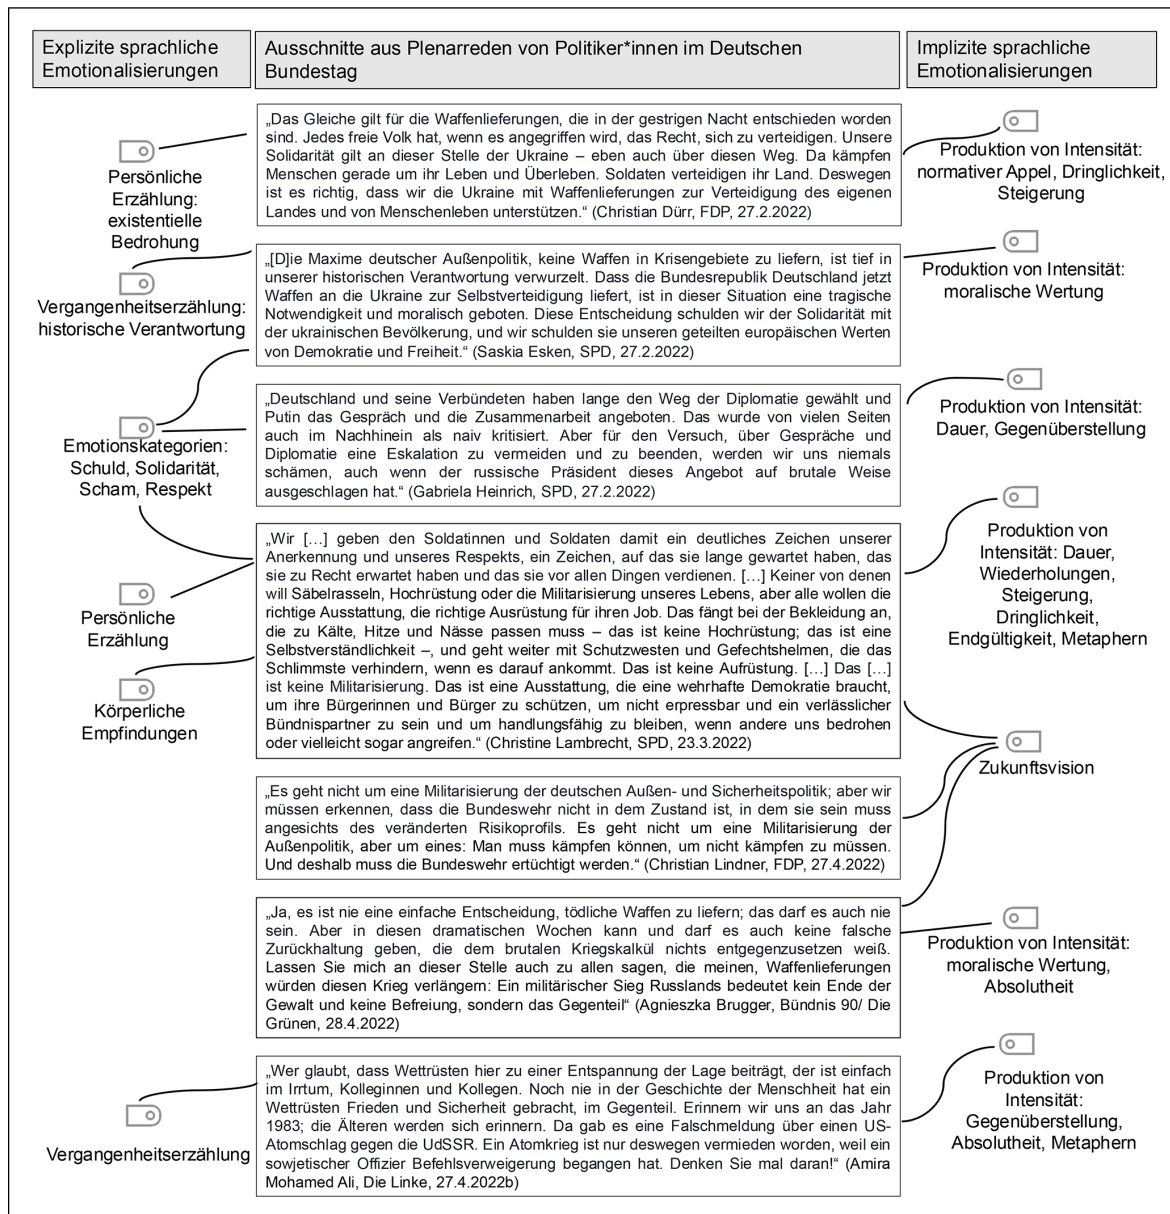 Explizite sprachliche
Emotionalisierungen
Ausschnitte aus Plenarreden von Politiker*innen im Deutschen
Bundestag
Implizite sprachliche
Emotionalisierungen
Persönliche
Erzählung:
existentielle
Bedrohung
„Das Gleiche gilt für die Waffenlieferungen, die in der gestrigen Nacht entschieden worden
sind. Jedes freie Volk hat, wenn es angegriffen wird, das Recht, sich zu verteidigen. Unsere
Solidarität gilt an dieser Stelle der Ukraine – eben auch über diesen Weg. Da kämpfen
Menschen gerade um ihr Leben und Überleben. Soldaten verteidigen ihr Land. Deswegen
ist es richtig, dass wir die Ukraine mit Waffenlieferungen zur Verteidigung des eigenen
Landes und von Menschenleben unterstützen.“ (Christian Dürr, FDP, 27.2.2022)
Produktion von Intensität:
normativer Appel, Dringlichkeit,
Steigerung
Vergangenheitserzählung:
historische Verantwortung
„[D]ie Maxime deutscher Außenpolitik, keine Waffen in Krisengebiete zu liefern, ist tief in
unserer historischen Verantwortung verwurzelt. Dass die Bundesrepublik Deutschland jetzt
Waffen an die Ukraine zur Selbstverteidigung liefert, ist in dieser Situation eine tragische
Notwendigkeit und moralisch geboten. Diese Entscheidung schulden wir der Solidarität mit
der ukrainischen Bevölkerung, und wir schulden sie unseren geteilten europäischen Werten
von Demokratie und Freiheit.“ (Saskia Esken, SPD, 27.2.2022)
Produktion von Intensität:
moralische Wertung
Emotionskategorien:
Schuld, Solidarität,
Scham, Respekt
„Deutschland und seine Verbündeten haben lange den Weg der Diplomatie gewählt und
Putin das Gespräch und die Zusammenarbeit angeboten. Das wurde von vielen Seiten
auch im Nachhinein als naiv kritisiert. Aber für den Versuch, über Gespräche und
Diplomatie eine Eskalation zu vermeiden und zu beenden, werden wir uns niemals
schämen, auch wenn der russische Präsident dieses Angebot auf brutale Weise
ausgeschlagen hat.“ (Gabriela Heinrich, SPD, 27.2.2022)
Produktion von Intensität:
Dauer, Gegenüberstellung
Persönliche
Erzählung
Körperliche
Empfindungen
„Wir […] geben den Soldatinnen und Soldaten damit ein deutliches Zeichen unserer
Anerkennung und unseres Respekts, ein Zeichen, auf das sie lange gewartet haben, das
sie zu Recht erwartet haben und das sie vor allen Dingen verdienen. […] Keiner von denen
will Säbelrasseln, Hochrüstung oder die Militarisierung unseres Lebens, aber alle wollen die
richtige Ausstattung, die richtige Ausrüstung für ihren Job. Das fängt bei der Bekleidung an,
die zu Kälte, Hitze und Nässe passen muss – das ist keine Hochrüstung; das ist eine
Selbstverständlichkeit –, und geht weiter mit Schutzwesten und Gefechtshelmen, die das
Schlimmste verhindern, wenn es darauf ankommt. Das ist keine Aufrüstung. […] Das […]
ist keine Militarisierung. Das ist eine Ausstattung, die eine wehrhafte Demokratie braucht,
um ihre Bürgerinnen und Bürger zu schützen, um nicht erpressbar und ein verlässlicher
Bündnispartner zu sein und um handlungsfähig zu bleiben, wenn andere uns bedrohen
oder vielleicht sogar angreifen.“ (Christine Lambrecht, SPD, 23.3.2022)
Produktion von
Intensität: Dauer,
Wiederholungen,
Steigerung,
Dringlichkeit,
Endgültigkeit, Metaphern
Zukunftsvision
„Es geht nicht um eine Militarisierung der deutschen Außen- und Sicherheitspolitik; aber wir
müssen erkennen, dass die Bundeswehr nicht in dem Zustand ist, in dem sie sein muss
angesichts des veränderten Risikoprofils. Es geht nicht um eine Militarisierung der
Außenpolitik, aber um eines: Man muss kämpfen können, um nicht kämpfen zu müssen.
Und deshalb muss die Bundeswehr ertüchtigt werden.“ (Christian Lindner, FDP, 27.4.2022)
„Ja, es ist nie eine einfache Entscheidung, tödliche Waffen zu liefern; das darf es auch nie
sein. Aber in diesen dramatischen Wochen kann und darf es auch keine falsche
Zurückhaltung geben, die dem brutalen Kriegskalkül nichts entgegenzusetzen weiß.
Lassen Sie mich an dieser Stelle auch zu allen sagen, die meinen, Waffenlieferungen
würden diesen Krieg verlängern: Ein militärischer Sieg Russlands bedeutet kein Ende der
Gewalt und keine Befreiung, sondern das Gegenteil“ (Agnieszka Brugger, Bündnis 90/ Die
Grünen, 28.4.2022)
Produktion von Intensität:
moralische Wertung,
Absolutheit
Vergangenheitserzählung
„Wer glaubt, dass Wettrüsten hier zu einer Entspannung der Lage beiträgt, der ist einfach
im Irrtum, Kolleginnen und Kollegen. Noch nie in der Geschichte der Menschheit hat ein
Wettrüsten Frieden und Sicherheit gebracht, im Gegenteil. Erinnern wir uns an das Jahr
1983; die Älteren werden sich erinnern. Da gab es eine Falschmeldung über einen US-
Atomschlag gegen die UdSSR. Ein Atomkrieg ist nur deswegen vermieden worden, weil ein
sowjetischer Offizier Befehlsverweigerung begangen hat. Denken Sie mal daran!“ (Amira
Mohamed Ali, Die Linke, 27.4.2022b)
Produktion von
Intensität:
Gegenüberstellung,
Absolutheit, Metaphern